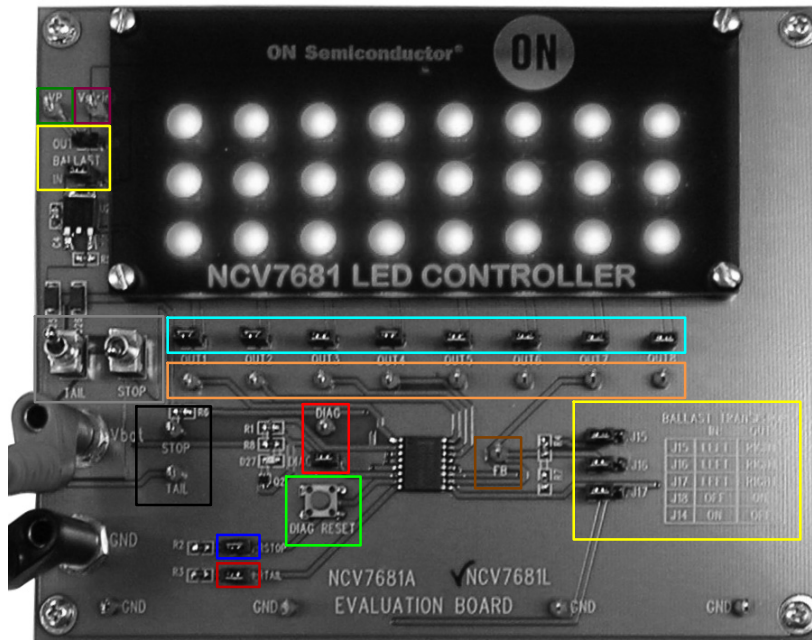 ON Semiconductor® ON
VP
OUT
BALLAST
IN
NCV7681 LED CONTROLLER
OUT1 OUT2 OUT3 OUT4 OUT5 OUT6 OUT7 OUT8
TAIL STOP
R6
Vbat
STOP
TAIL
R1
R8
D27
DIAG
DIAG RESET
FB
R7
J15
J16
J17
IN OUT
J15 LEFT RIGHT
J16 LEFT RIGHT
J17 LEFT RIGHT
J18 OFF ON
J14 ON OFF
GND
R2 STOP
R3 TAIL
NCV7681A NCV7681L
EVALUATION BOARD
GND GND GND GND